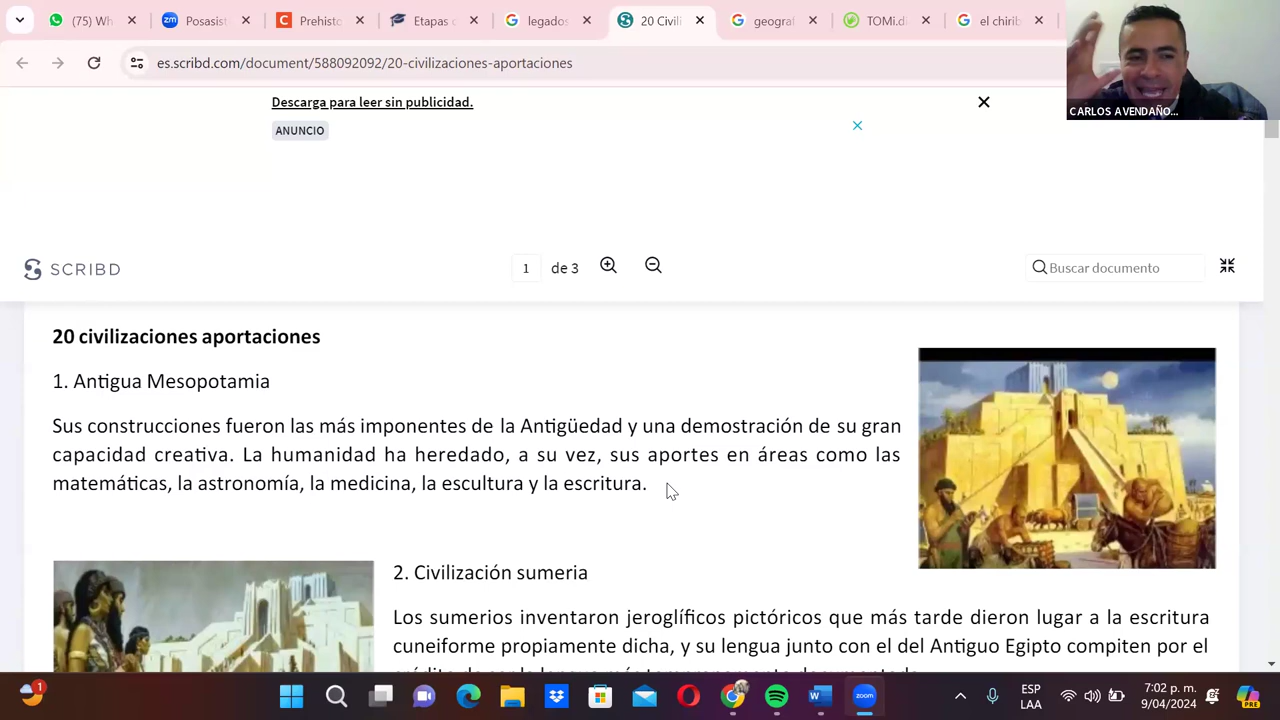 (75) Wh
Posasist
Prehisto
Etapas d
legados
20 Civili
geograf
TOMi.di
el chirib
es.scribd.com/document/588092092/20-civilizaciones-aportaciones
CARLOS AVENDAÑO...
Descarga para leer sin publicidad.
ANUNCIO
SCRIBD
1 de 3
Buscar documento
20 civilizaciones aportaciones
1. Antigua Mesopotamia
Sus construcciones fueron las más imponentes de la Antigüedad y una demostración de su gran
capacidad creativa. La humanidad ha heredado, a su vez, sus aportes en áreas como las
matemáticas, la astronomía, la medicina, la escultura y la escritura.
2. Civilización sumeria
Los sumerios inventaron jeroglíficos pictóricos que más tarde dieron lugar a la escritura
cuneiforme propiamente dicha, y su lengua junto con el del Antiguo Egipto compiten por el
1
zoom
ESP
LAA
7:02 p. m.
9/04/2024
PRE